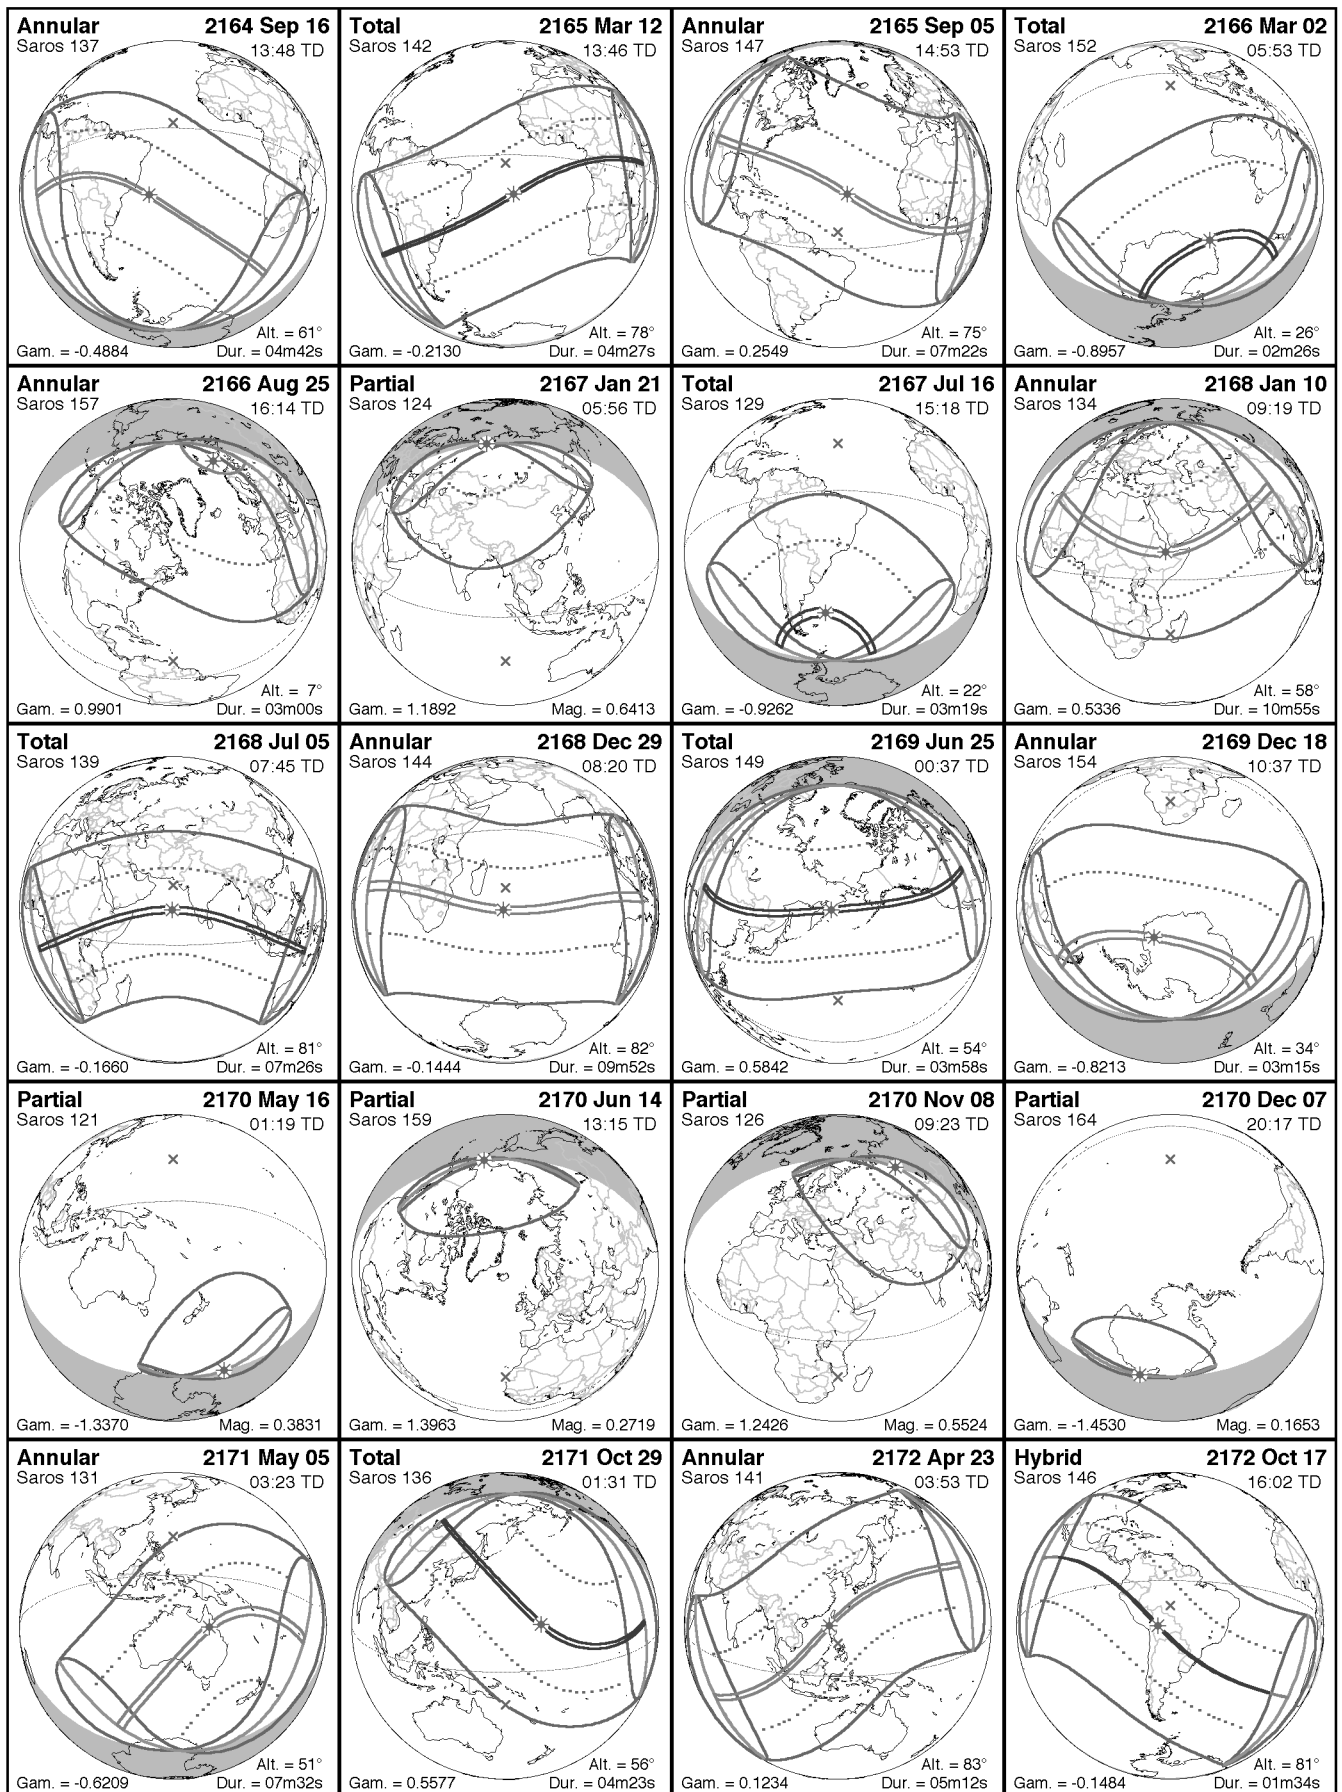 Annular 2164 Sep 16
Saros 137 13:48 TD
Alt. = 61°
Gam. = -0.4884 Dur. = 04m42s
Total 2165 Mar 12
Saros 142 13:46 TD
Alt. = 78°
Gam. = -0.2130 Dur. = 04m27s
Annular 2165 Sep 05
Saros 147 14:53 TD
Alt. = 75°
Gam. = 0.2549 Dur. = 07m22s
Total 2166 Mar 02
Saros 152 05:53 TD
Alt. = 26°
Gam. = -0.8957 Dur. = 02m26s
Annular 2166 Aug 25
Saros 157 16:14 TD
Alt. = 7°
Gam. = 0.9901 Dur. = 03m00s
Partial 2167 Jan 21
Saros 124 05:56 TD
Gam. = 1.1892 Mag. = 0.6413
Total 2167 Jul 16
Saros 129 15:18 TD
Alt. = 22°
Gam. = -0.9262 Dur. = 03m19s
Annular 2168 Jan 10
Saros 134 09:19 TD
Alt. = 58°
Gam. = 0.5336 Dur. = 10m55s
Total 2168 Jul 05
Saros 139 07:45 TD
Alt. = 81°
Gam. = -0.1660 Dur. = 07m26s
Annular 2168 Dec 29
Saros 144 08:20 TD
Alt. = 82°
Gam. = -0.1444 Dur. = 09m52s
Total 2169 Jun 25
Saros 149 00:37 TD
Alt. = 54°
Gam. = 0.5842 Dur. = 03m58s
Annular 2169 Dec 18
Saros 154 10:37 TD
Alt. = 34°
Gam. = -0.8213 Dur. = 03m15s
Partial 2170 May 16
Saros 121 01:19 TD
Gam. = -1.3370 Mag. = 0.3831
Partial 2170 Jun 14
Saros 159 13:15 TD
Gam. = 1.3963 Mag. = 0.2719
Partial 2170 Nov 08
Saros 126 09:23 TD
Gam. = 1.2426 Mag. = 0.5524
Partial 2170 Dec 07
Saros 164 20:17 TD
Gam. = -1.4530 Mag. = 0.1653
Annular 2171 May 05
Saros 131 03:23 TD
Alt. = 51°
Gam. = -0.6209 Dur. = 07m32s
Total 2171 Oct 29
Saros 136 01:31 TD
Alt. = 56°
Gam. = 0.5577 Dur. = 04m23s
Annular 2172 Apr 23
Saros 141 03:53 TD
Alt. = 83°
Gam. = 0.1234 Dur. = 05m12s
Hybrid 2172 Oct 17
Saros 146 16:02 TD
Alt. = 81°
Gam. = -0.1484 Dur. = 01m34s